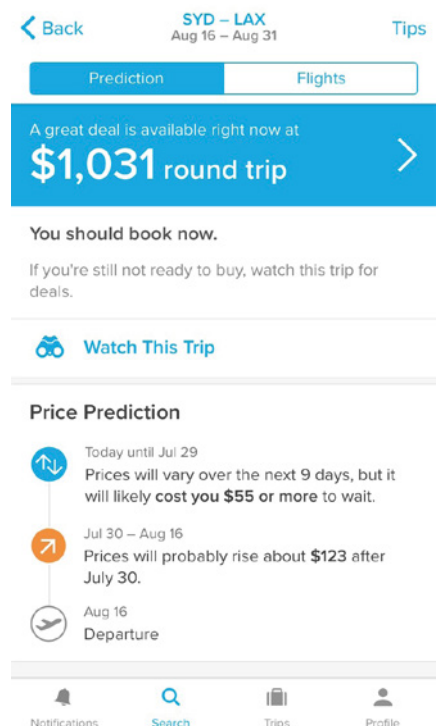 Back
SYD – LAX
Aug 16 – Aug 31
Tips
Prediction
Flights
A great deal is available right now at
$1,031 round trip
You should book now.
If you're still not ready to buy, watch this trip for
deals.
Watch This Trip
Price Prediction
Today until Jul 29
Prices will vary over the next 9 days, but it
will likely cost you $55 or more to wait.
Jul 30 – Aug 16
Prices will probably rise about $123 after
July 30.
Aug 16
Departure
Notifications
Search
Trips
Profile